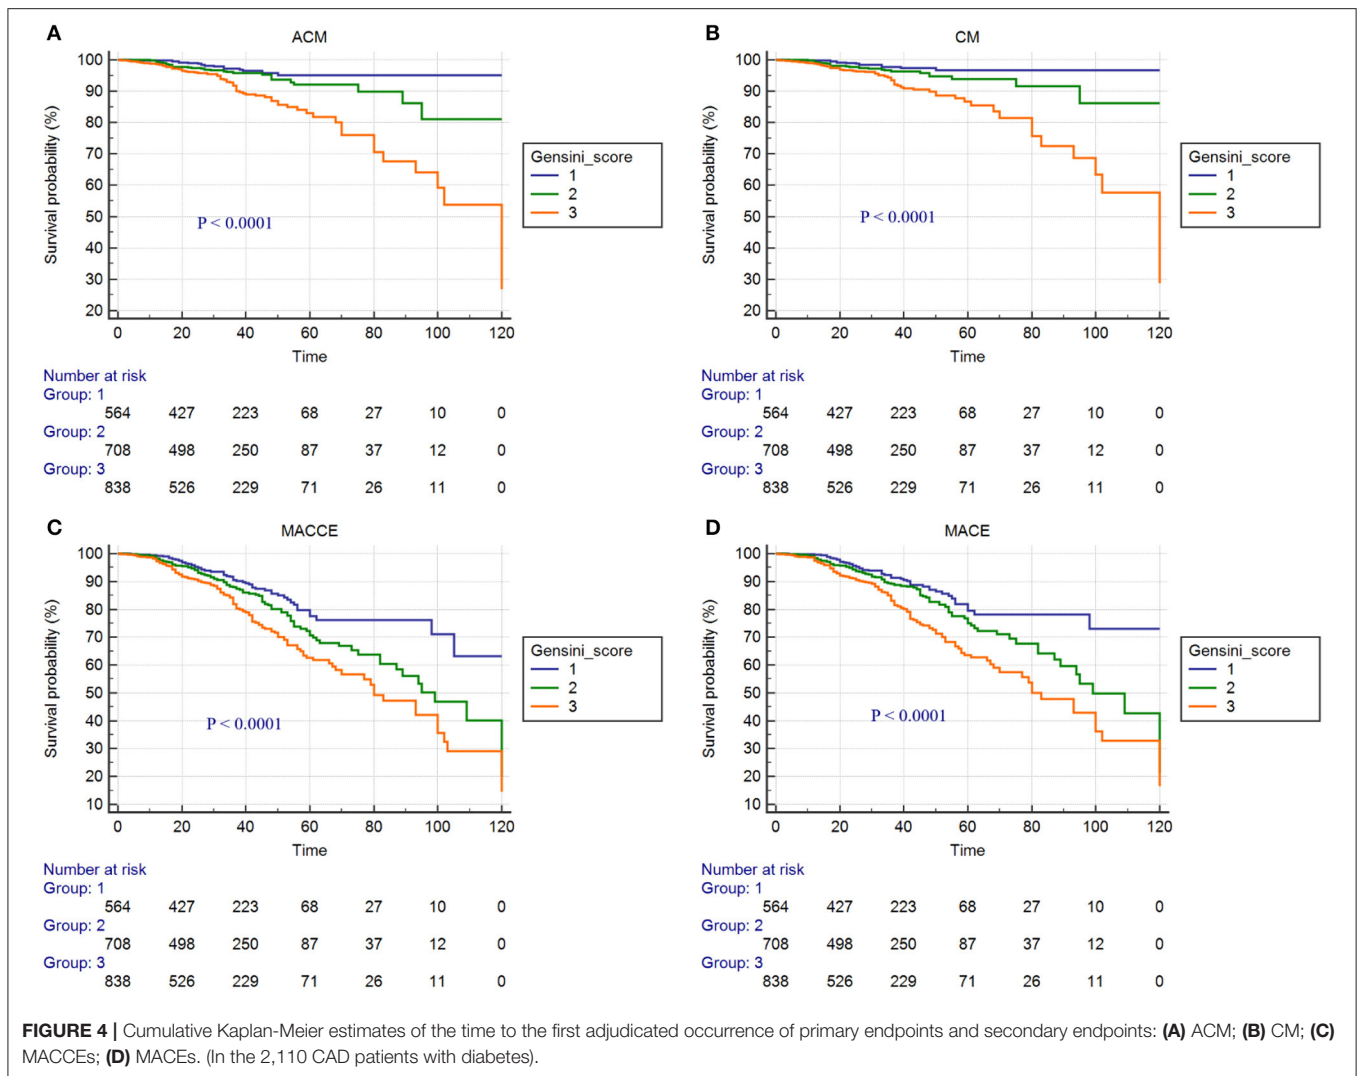 A
ACM
Survival probability (%)
100
90
80
70
60
50
40
30
20
P < 0.0001
0 20 40 60 80 100 120
Time
Gensini_score
1
2
3
Number at risk
Group: 1
564 427 223 68 27 10 0
Group: 2
708 498 250 87 37 12 0
Group: 3
838 526 229 71 26 11 0
B
CM
Survival probability (%)
100
90
80
70
60
50
40
30
20
P < 0.0001
0 20 40 60 80 100 120
Time
Gensini_score
1
2
3
Number at risk
Group: 1
564 427 223 68 27 10 0
Group: 2
708 498 250 87 37 12 0
Group: 3
838 526 229 71 26 11 0
C
MACCE
Survival probability (%)
100
90
80
70
60
50
40
30
20
10
P < 0.0001
0 20 40 60 80 100 120
Time
Gensini_score
1
2
3
Number at risk
Group: 1
564 427 223 68 27 10 0
Group: 2
708 498 250 87 37 12 0
Group: 3
838 526 229 71 26 11 0
D
MACE
Survival probability (%)
100
90
80
70
60
50
40
30
20
10
P < 0.0001
0 20 40 60 80 100 120
Time
Gensini_score
1
2
3
Number at risk
Group: 1
564 427 223 68 27 10 0
Group: 2
708 498 250 87 37 12 0
Group: 3
838 526 229 71 26 11 0
FIGURE 4 | Cumulative Kaplan-Meier estimates of the time to the first adjudicated occurrence of primary endpoints and secondary endpoints: (A) ACM; (B) CM; (C)
MACCEs; (D) MACEs. (In the 2,110 CAD patients with diabetes).